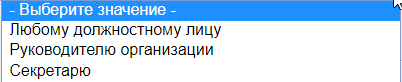 - Выберите значение -
Любому должностному лицу
Руководителю организации
Секретарю